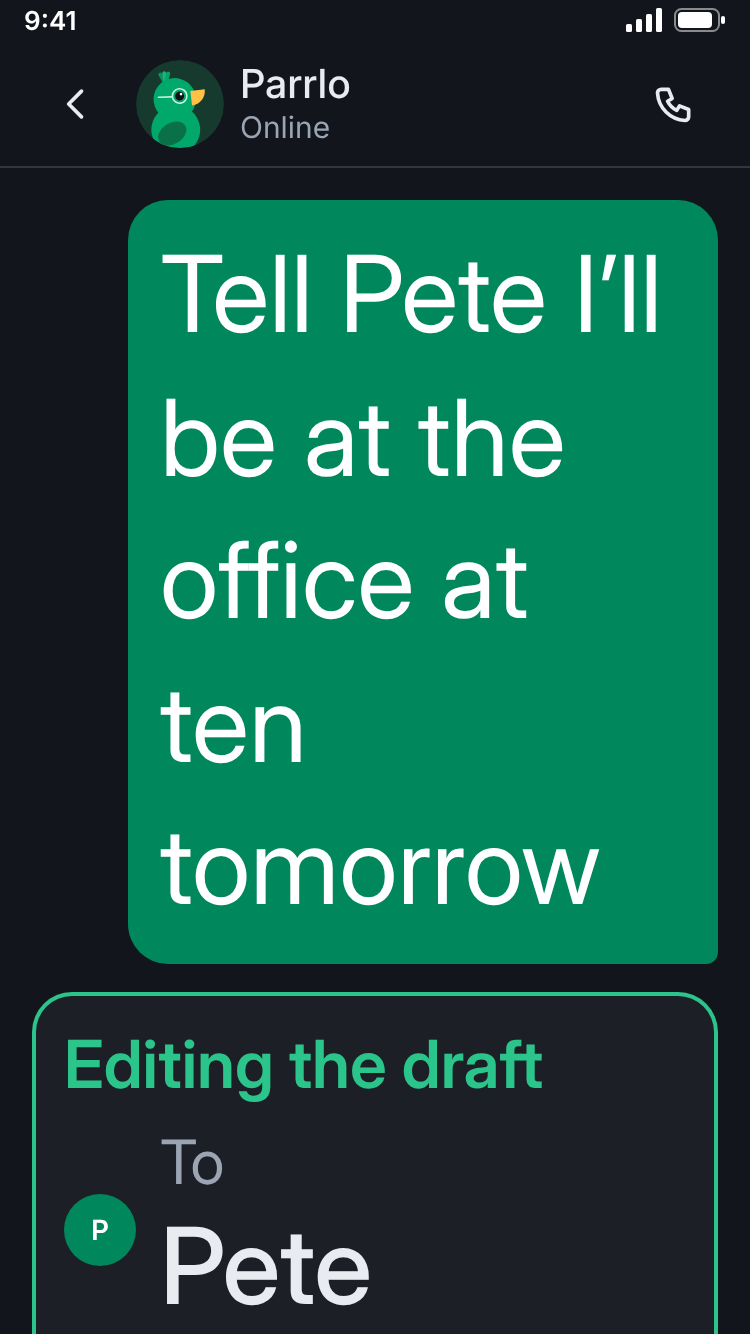 9:41
Parrlo
Online
Tell Pete I’ll
be at the
office at
ten
tomorrow
Editing the draft
To
P
Pete